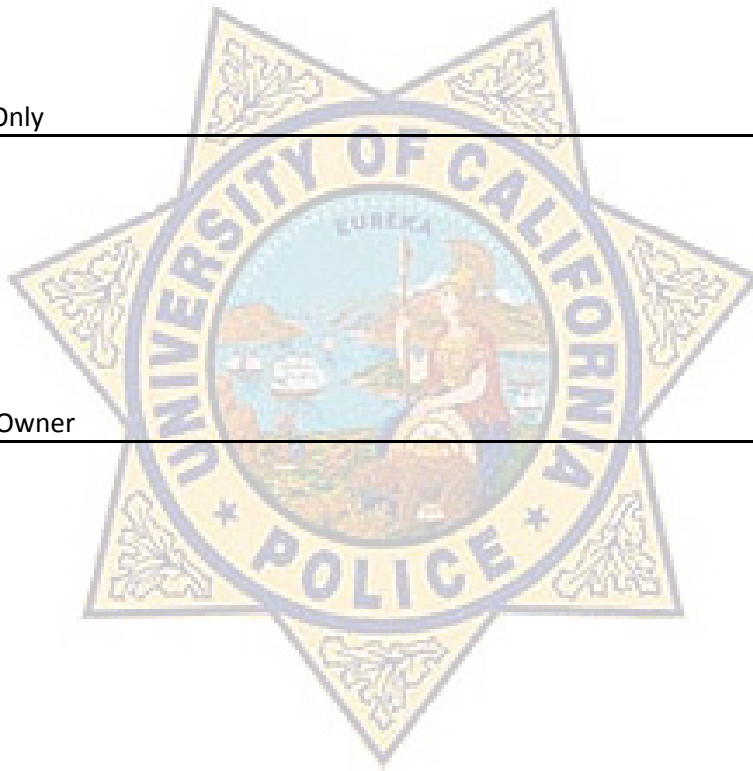 Only
UNIVERSITY OF CALIFORNIA
EUREKA
Owner
POLICE